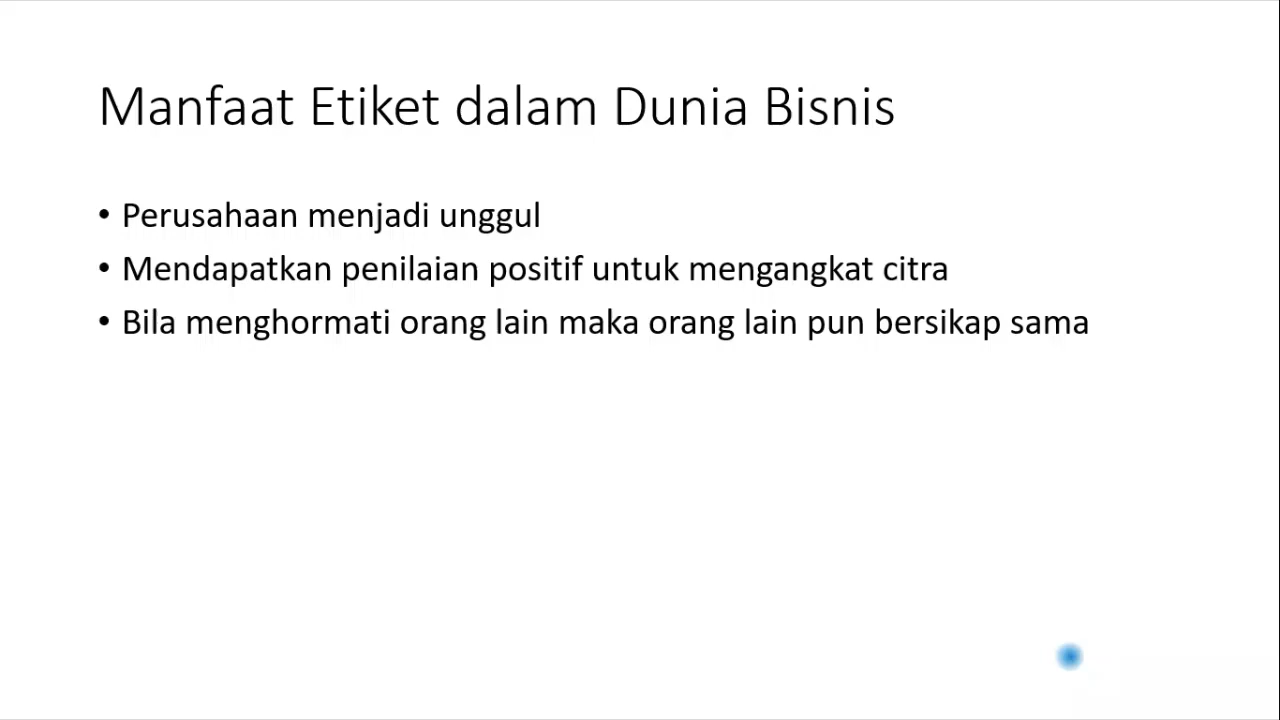 Manfaat Etiket dalam Dunia Bisnis
• Perusahaan menjadi unggul
• Mendapatkan penilaian positif untuk mengangkat citra
• Bila menghormati orang lain maka orang lain pun bersikap sama